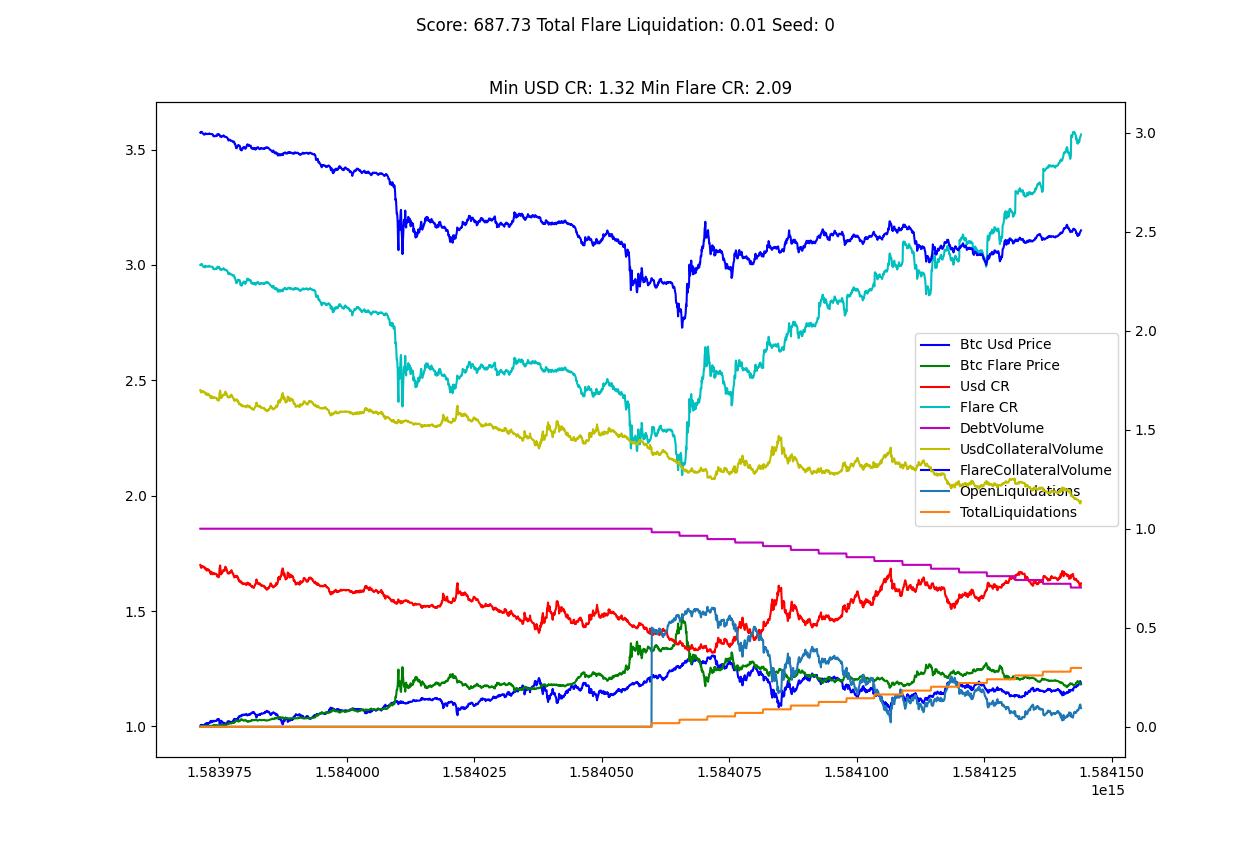 Score: 687.73 Total Flare Liquidation: 0.01 Seed: 0
Min USD CR: 1.32 Min Flare CR: 2.09
3.5
3.0
2.5
2.0
1.5
1.0
3.0
2.5
2.0
1.5
1.0
0.5
0.0
Btc Usd Price
Btc Flare Price
Usd CR
Flare CR
DebtVolume
UsdCollateralVolume
FlareCollateralVolume
OpenLiquidations
TotalLiquidations
1.583975 1.584000 1.584025 1.584050 1.584075 1.584100 1.584125 1.584150
1e15